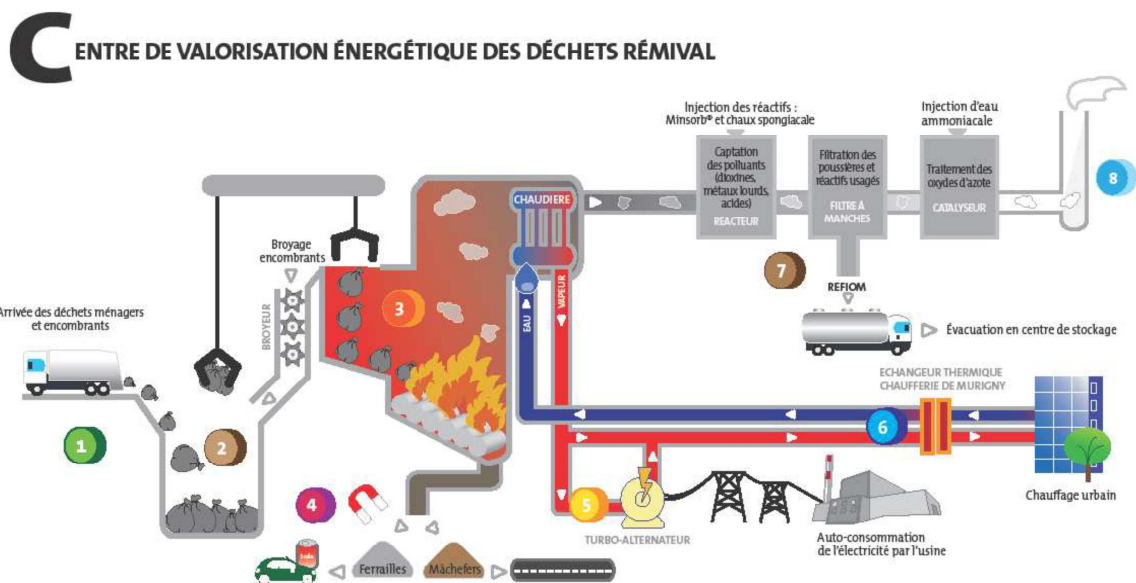 CENTRE DE VALORISATION ÉNERGÉTIQUE DES DÉCHETS RÉMIVAL
Injection des réactifs :
Minsorb® et chaux spongiacale
Injection d'eau
ammoniacale
Captation
des polluants
(dioxines,
métaux lourds,
acides)
REACTEUR
Filtration des
poussières et
réactifs usagés
FILTRE À
MANCHES
Traitement des
oxydes d'azote
CATALYSEUR
8
CHAUDIERE
Broyage
encombrants
BROYEUR
3
7
REFIOM
EAU
VAPEUR
Arrivée des déchets ménagers
et encombrants
Évacuation en centre de stockage
ECHANGEUR THERMIQUE
CHAUFFERIE DE MURIGNY
1
2
6
Chauffage urbain
4
5
TURBO-ALTERNATEUR
Auto-consommation
de l'électricité par l'usine
Ferrailles
Mâchefers